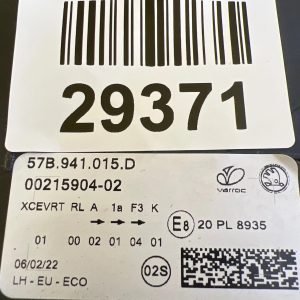 29371
57B.941.015.D
00215904-02
varroc
XCEVRT RL A 1a F3 K
→ → →
E8 20 PL 8935
01 00 02 01 04 01
06/02/22
02S
LH - EU - ECO